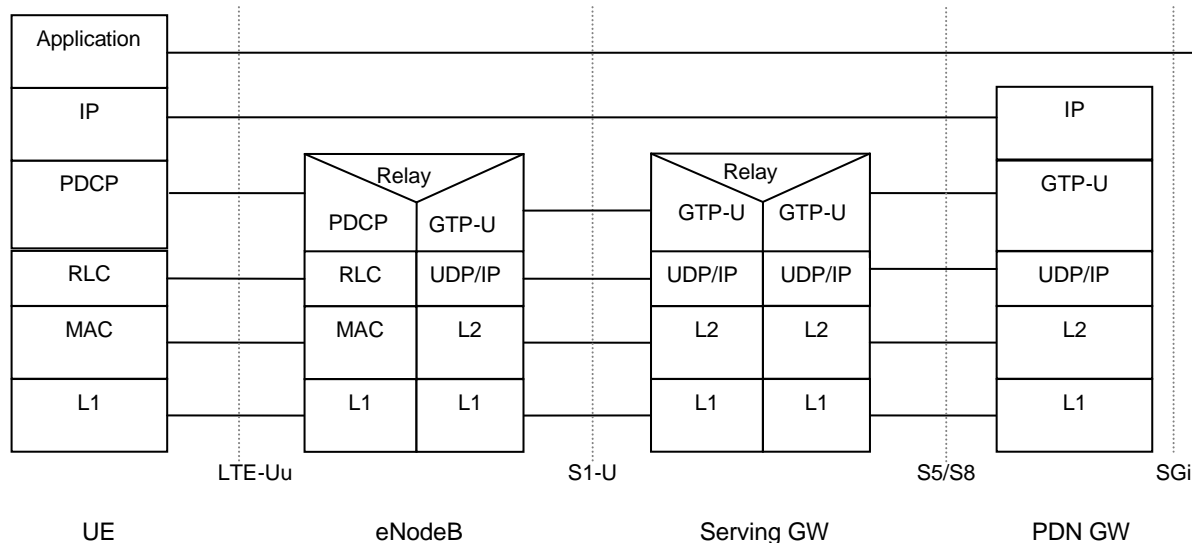 Application
IP
IP
Relay
Relay
PDCP
GTP-U
PDCP
GTP-U
GTP-U
GTP-U
RLC
RLC
UDP/IP
UDP/IP
UDP/IP
UDP/IP
MAC
MAC
L2
L2
L2
L2
L1
L1
L1
L1
L1
L1
LTE-Uu
S1-U
S5/S8
SGi
UE
eNodeB
Serving GW
PDN GW